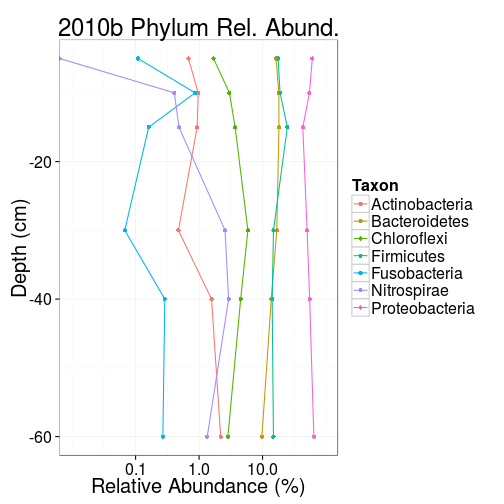 2010b Phylum Rel. Abund.
-20
-40
-60
Depth (cm)
0.1 1.0 10.0
Relative Abundance (%)
Taxon
Actinobacteria
Bacteroidetes
Chloroflexi
Firmicutes
Fusobacteria
Nitrospirae
Proteobacteria